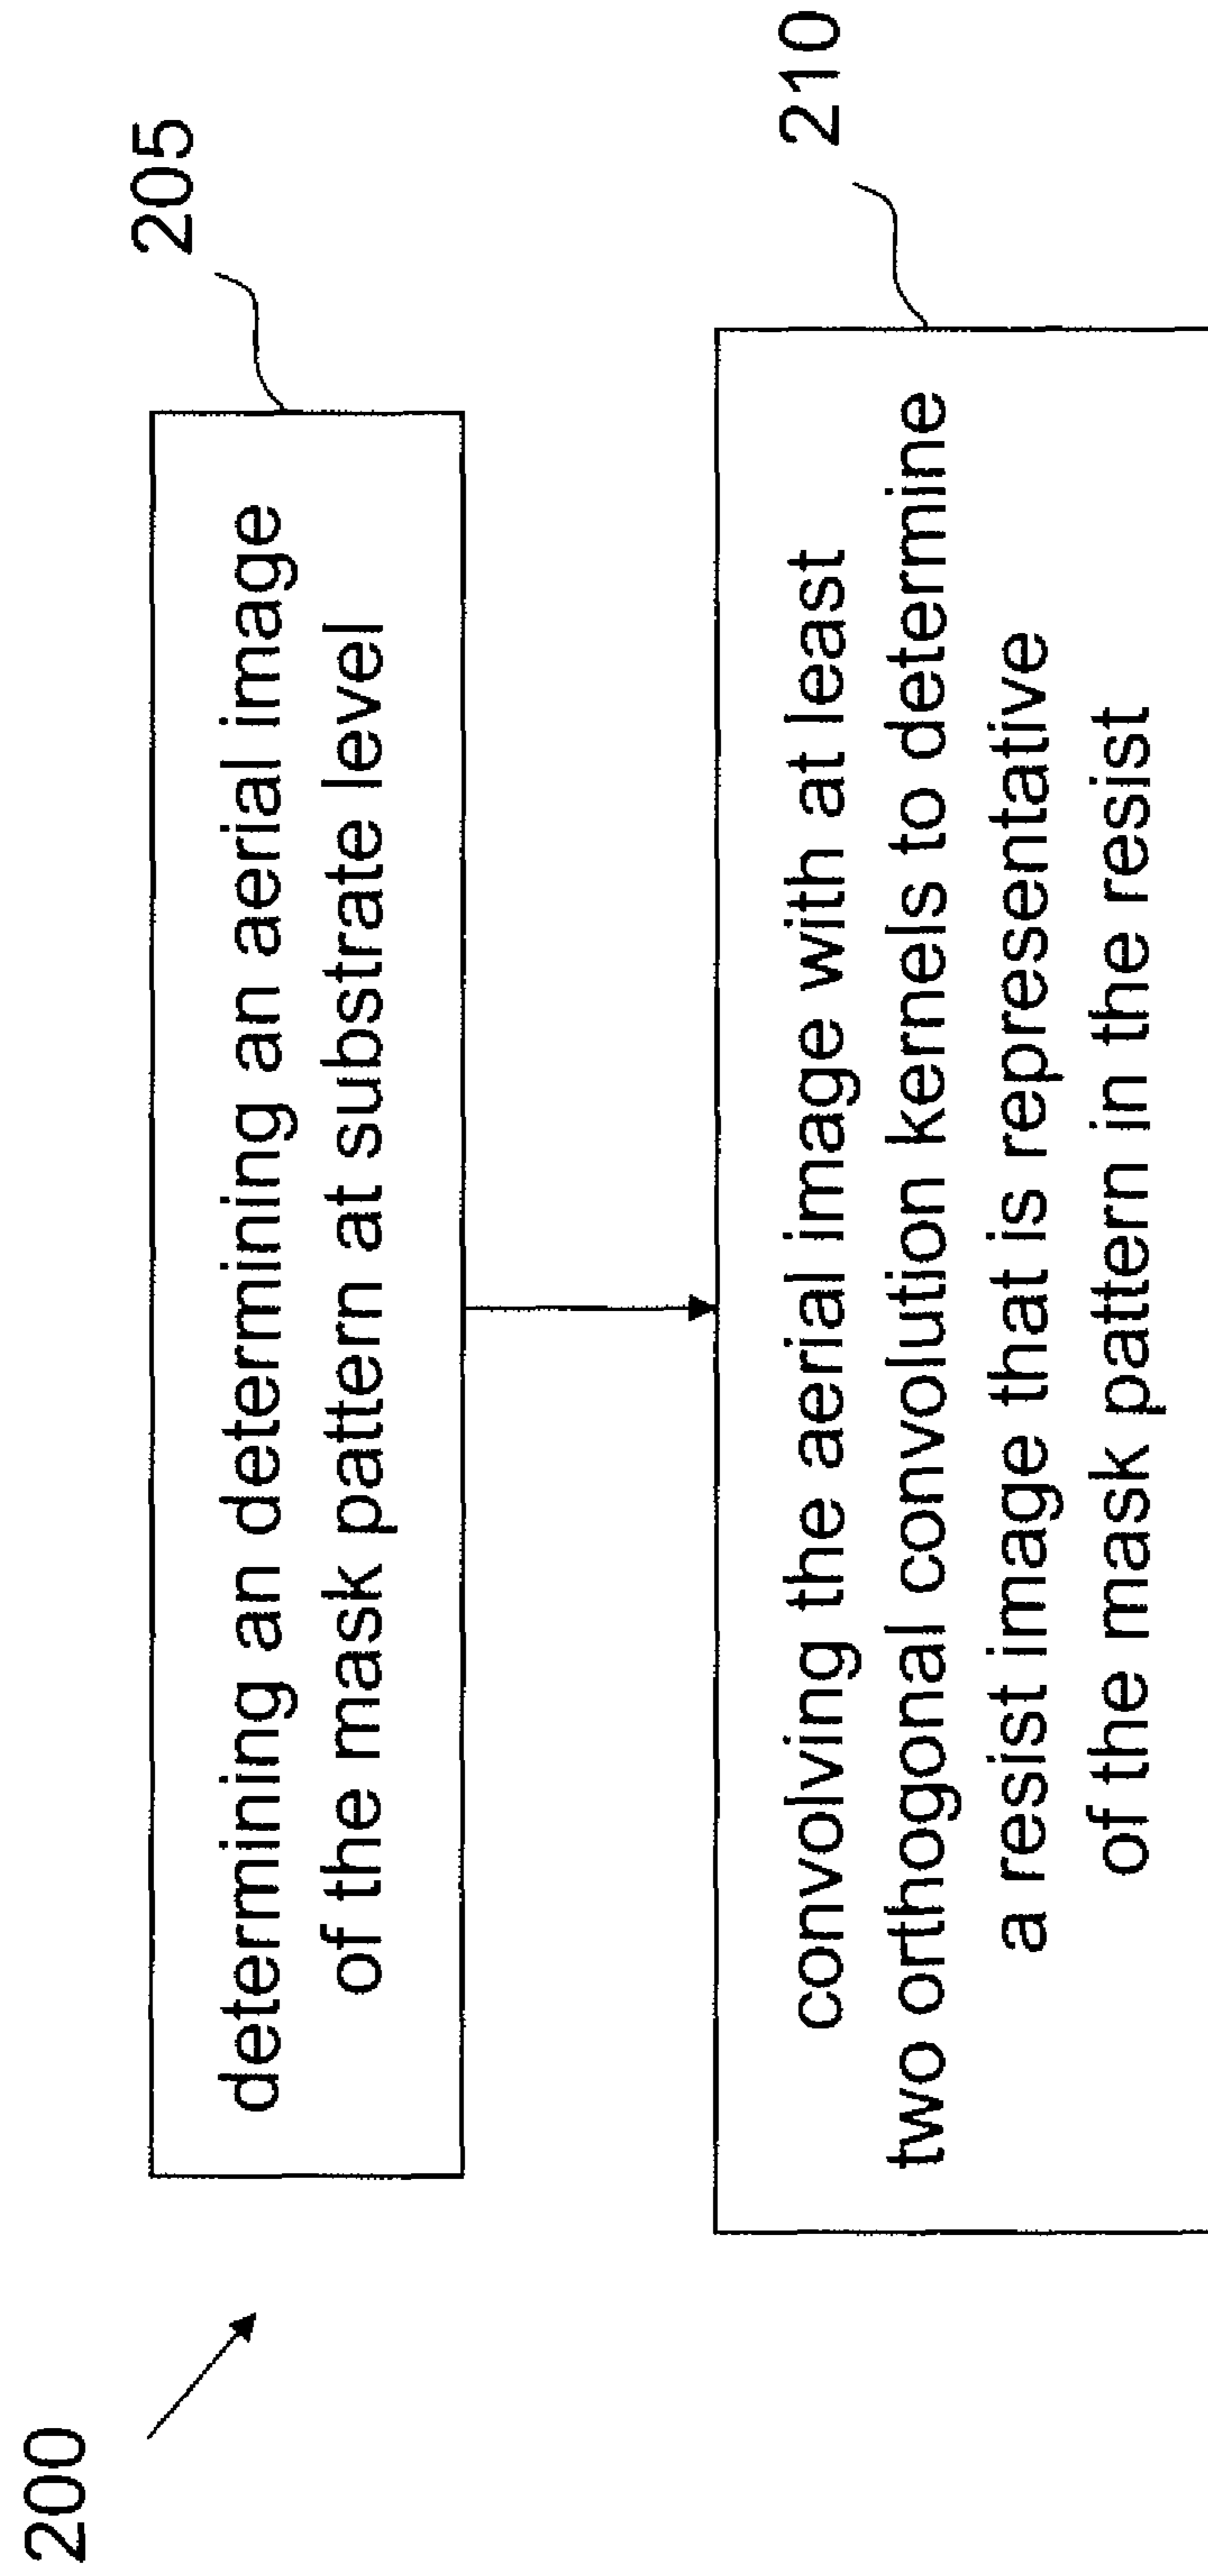 200
205
determining an determining an aerial image
of the mask pattern at substrate level
210
convolving the aerial image with at least
two orthogonal convolution kernels to determine
a resist image that is representative
of the mask pattern in the resist